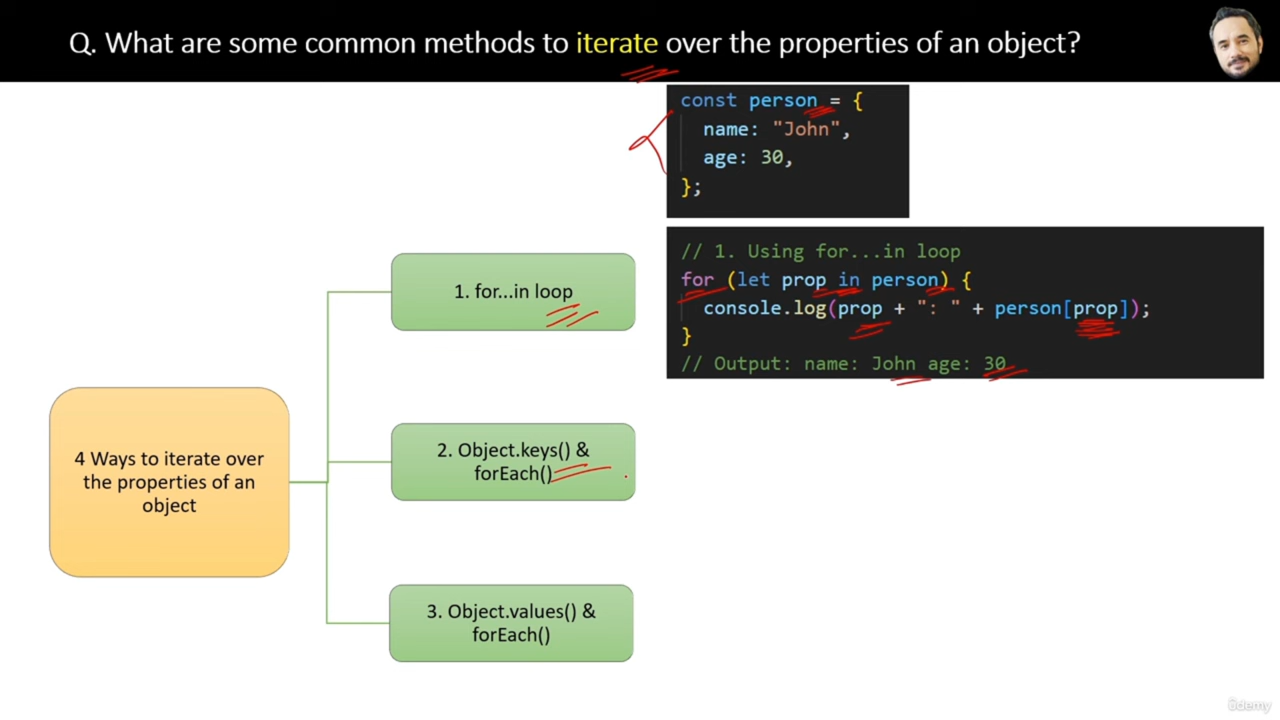 Q. What are some common methods to iterate over the properties of an object?
const person = {
name: "John",
age: 30,
};
// 1. Using for...in loop
for (let prop in person) {
console.log(prop + ": " + person[prop]);
}
// Output: name: John age: 30
4 Ways to iterate over
the properties of an
object
1. for...in loop
2. Object.keys() &
forEach()
3. Object.values() &
forEach()
ûdemy